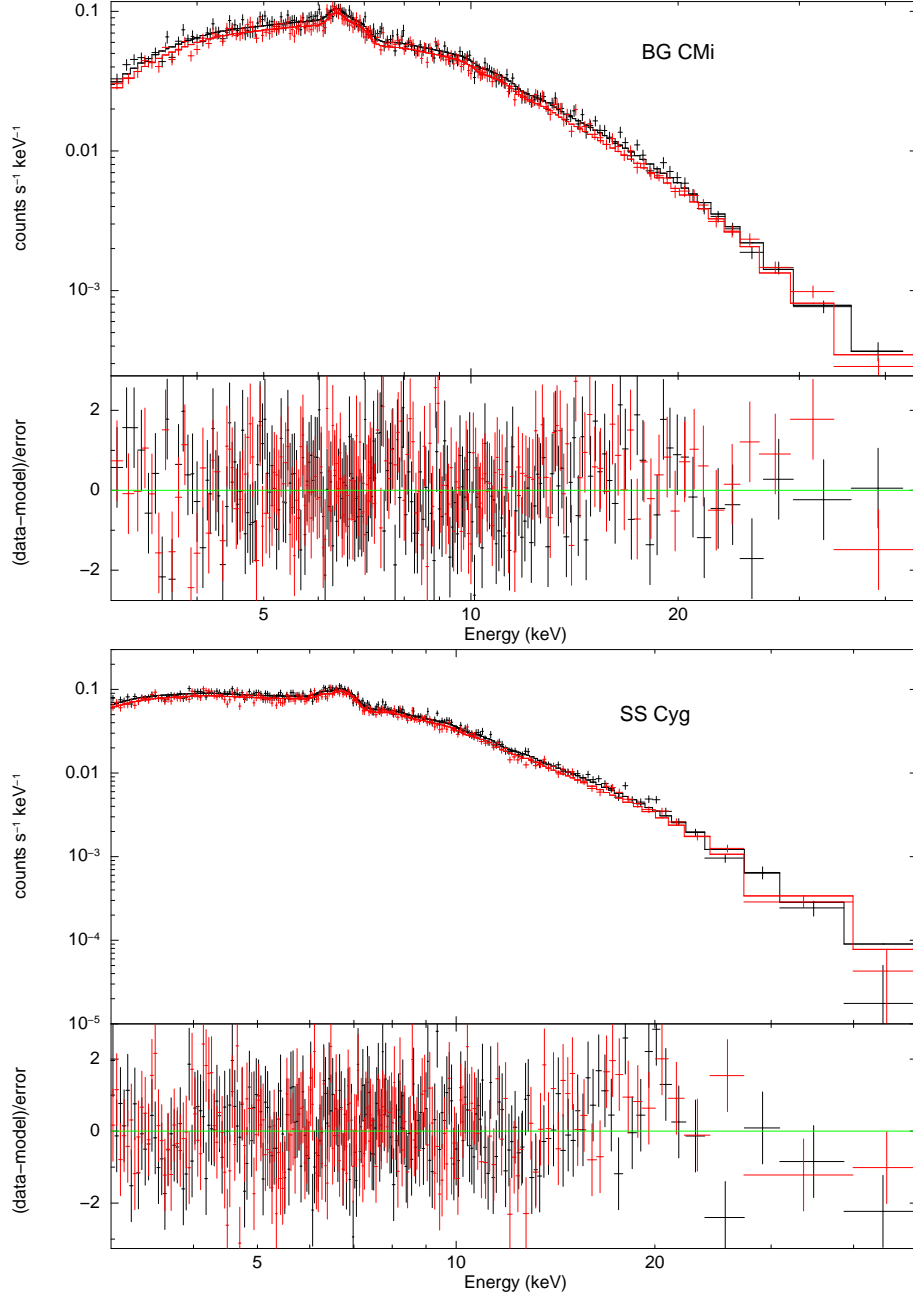 0.1
BG CMi
counts s⁻¹ keV⁻¹
0.01
10⁻³
2
(data−model)/error
0
−2
5 10 20
Energy (keV)
0.1
SS Cyg
0.01
counts s⁻¹ keV⁻¹
10⁻³
10⁻⁴
10⁻⁵
2
(data−model)/error
0
−2
5 10 20
Energy (keV)